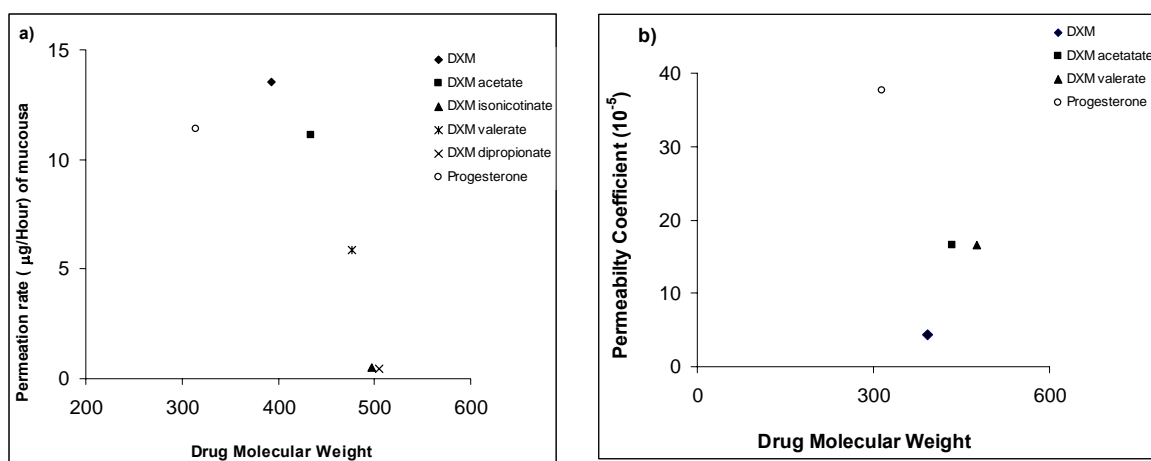 a)
15
10
5
0
200 300 400 500 600
Permeation rate ( µg/Hour) of mucousa
Drug Molecular Weight
DXM
DXM acetate
DXM isonicotinate
DXM valerate
DXM dipropionate
Progesterone
b)
40
30
20
10
0
0 300 600
Permeabilty Coefficient (10⁻⁵)
Drug Molecular Weight
DXM
DXM acetatate
DXM valerate
Progesterone